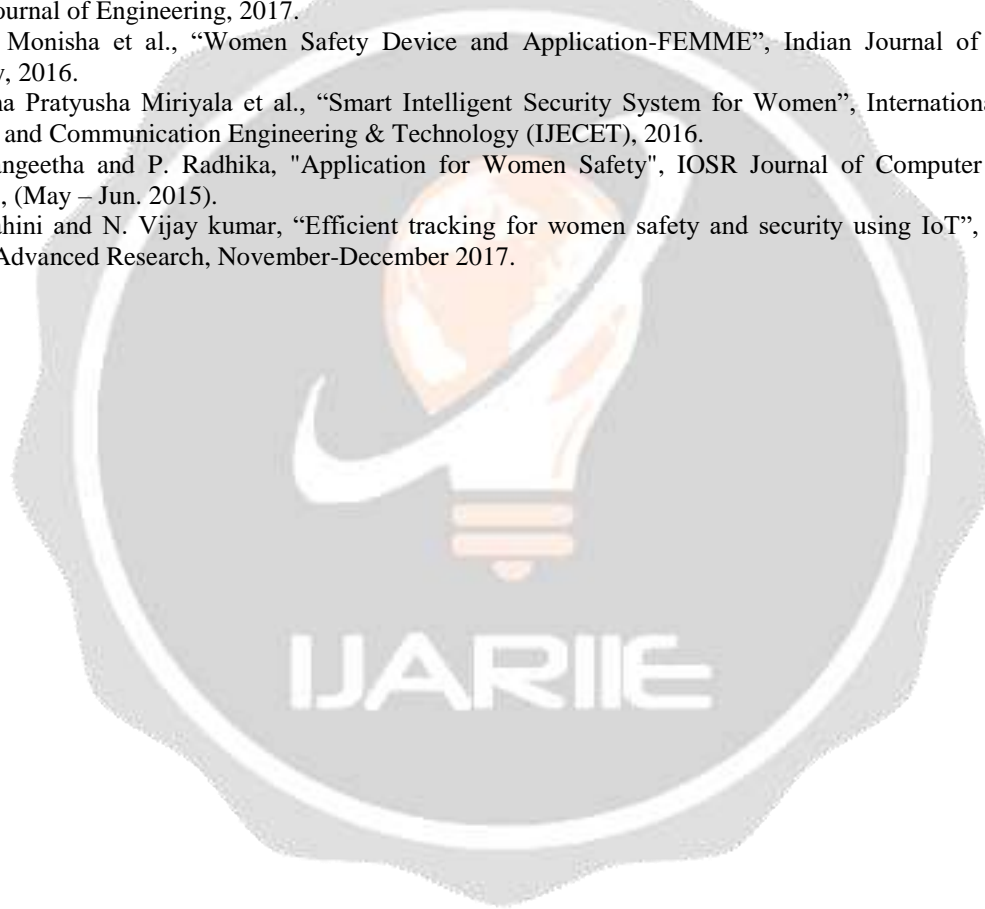 ournal of Engineering, 2017.
Monisha et al., “Women Safety Device and Application-FEMME”, Indian Journal of
y, 2016.
na Pratyusha Miriyala et al., “Smart Intelligent Security System for Women”, Internationa
and Communication Engineering & Technology (IJECET), 2016.
angeetha and P. Radhika, "Application for Women Safety", IOSR Journal of Computer
, (May – Jun. 2015).
ahini and N. Vijay kumar, “Efficient tracking for women safety and security using IoT”,
Advanced Research, November-December 2017.
IJARIIE